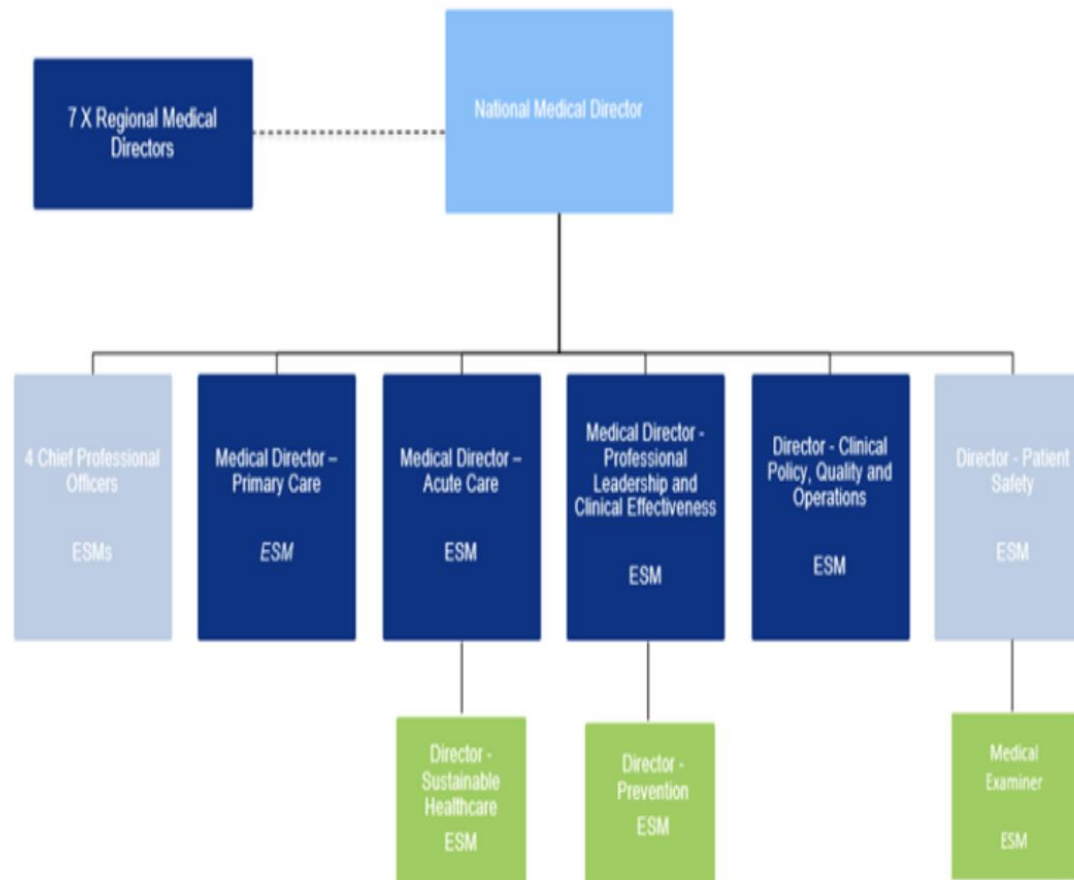 National Medical Director
7 X Regional Medical
Directors
4 Chief Professional
Officers
ESMs
Medical Director –
Primary Care
ESM
Medical Director –
Acute Care
ESM
Medical Director -
Professional
Leadership and
Clinical Effectiveness
ESM
Director - Clinical
Policy, Quality and
Operations
ESM
Director - Patient
Safety
ESM
Director -
Sustainable
Healthcare
ESM
Director -
Prevention
ESM
Medical
Examiner
ESM